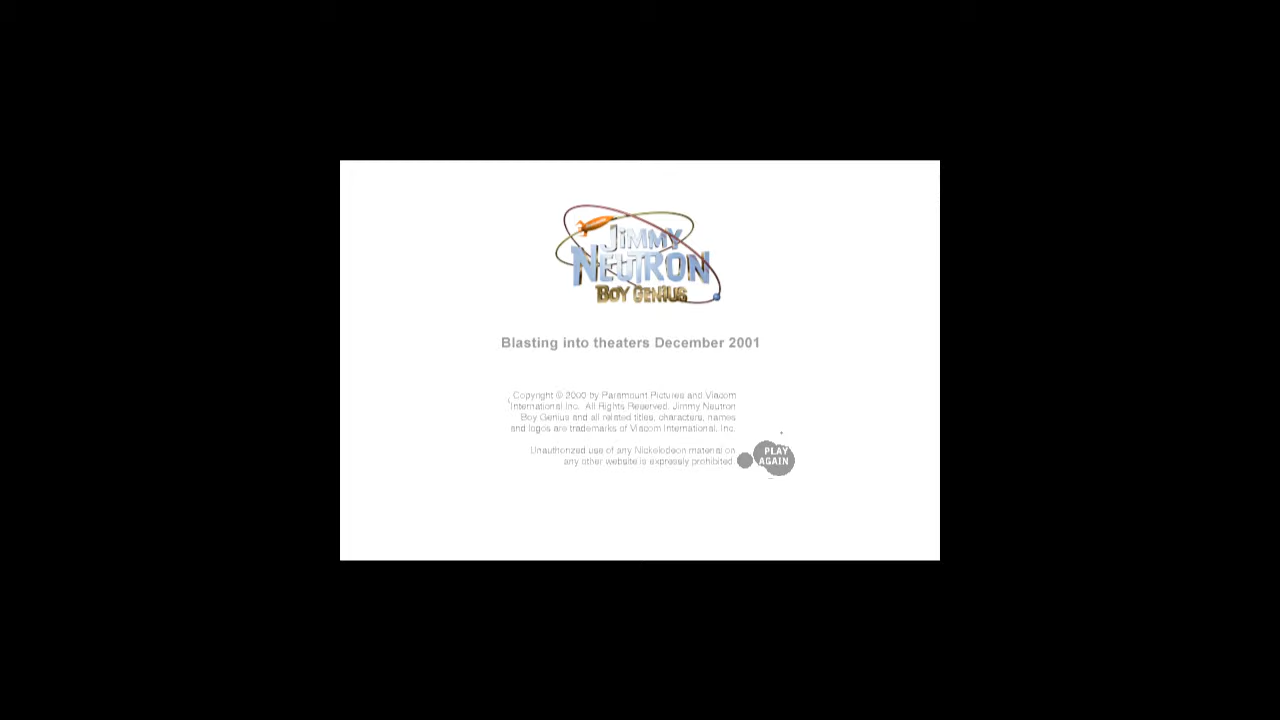 JIMMY
NEUTRON
BOY GENIUS
Blasting into theaters December 2001
Copyright © 2000 by Paramount Pictures and Viacom
International Inc. All Rights Reserved. Jimmy Neutron
Boy Genius and all related titles, characters, names
and logos are trademarks of Viacom International, Inc.
Unauthorized use of any Nickelodeon material on
any other website is expressly prohibited.
PLAY
AGAIN